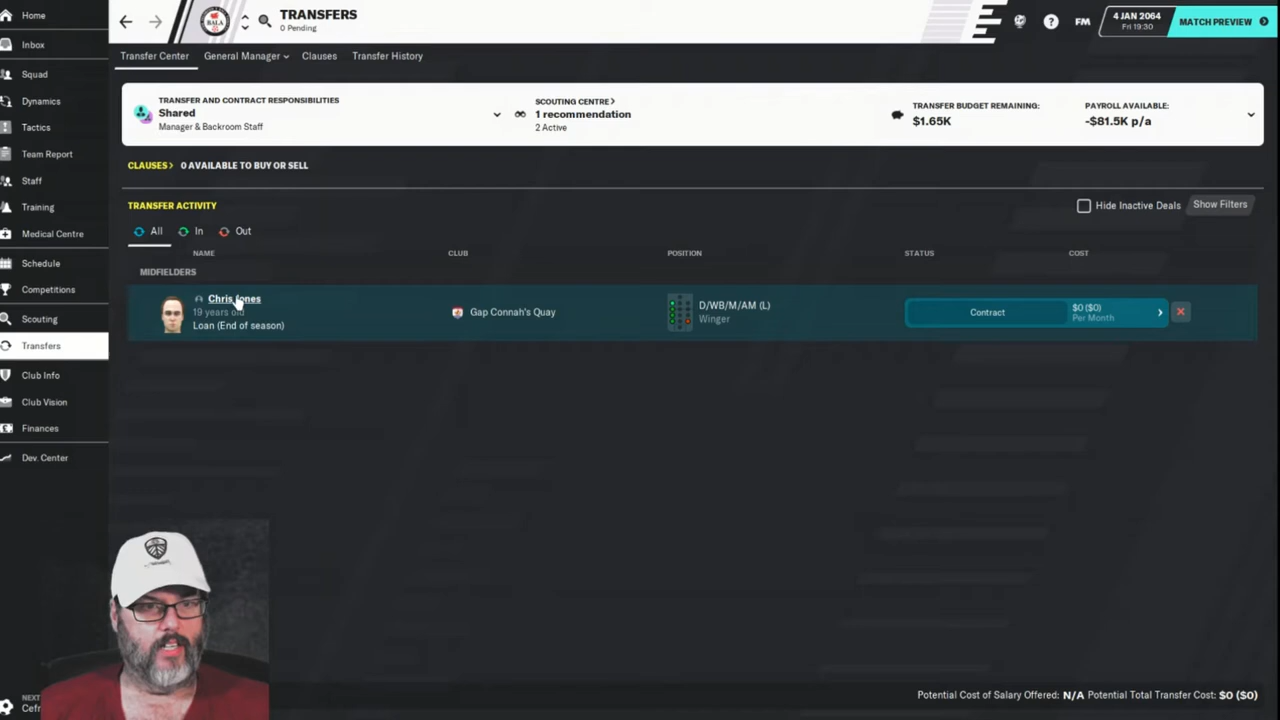 Home
Inbox
Squad
Dynamics
Tactics
Team Report
Staff
Training
Medical Centre
Schedule
Competitions
Scouting
Transfers
Club Info
Club Vision
Finances
Dev. Center
NEXT
Cefn
BALA
TRANSFERS
0 Pending
FM
4 JAN 2064
Fri 19:30
MATCH PREVIEW
Transfer Center
General Manager
Clauses
Transfer History
TRANSFER AND CONTRACT RESPONSIBILITIES
Shared
Manager & Backroom Staff
SCOUTING CENTRE >
1 recommendation
2 Active
TRANSFER BUDGET REMAINING:
$1.65K
PAYROLL AVAILABLE:
-$81.5K p/a
CLAUSES > 0 AVAILABLE TO BUY OR SELL
TRANSFER ACTIVITY
Hide Inactive Deals
Show Filters
All
In
Out
NAME
CLUB
POSITION
STATUS
COST
MIDFIELDERS
Chris Jones
19 years old
Loan (End of season)
Gap Connah's Quay
D/WB/M/AM (L)
Winger
Contract
$0 ($0)
Per Month
Potential Cost of Salary Offered: N/A Potential Total Transfer Cost: $0 ($0)